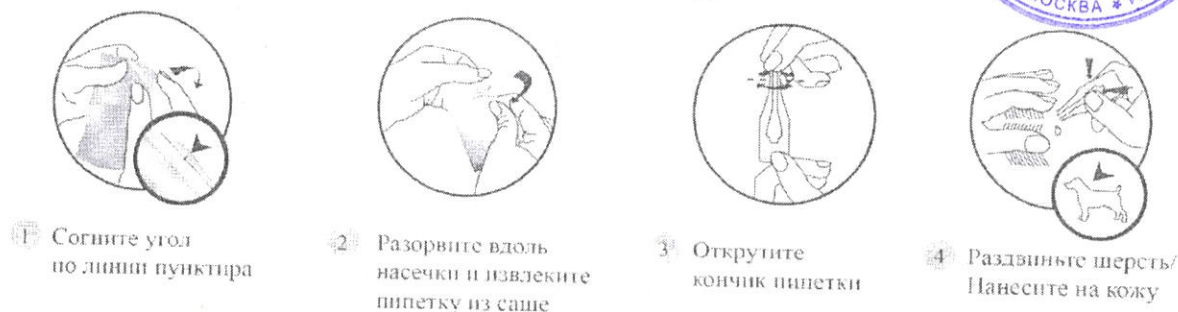 МОСКВА *
1 Согните угол
по линии пунктира
2 Разорвите вдоль
насечки и извлеките
пипетку из саше
3 Открутите
кончик пипетки
4 Раздвиньте шерсть/
Нанесите на кожу